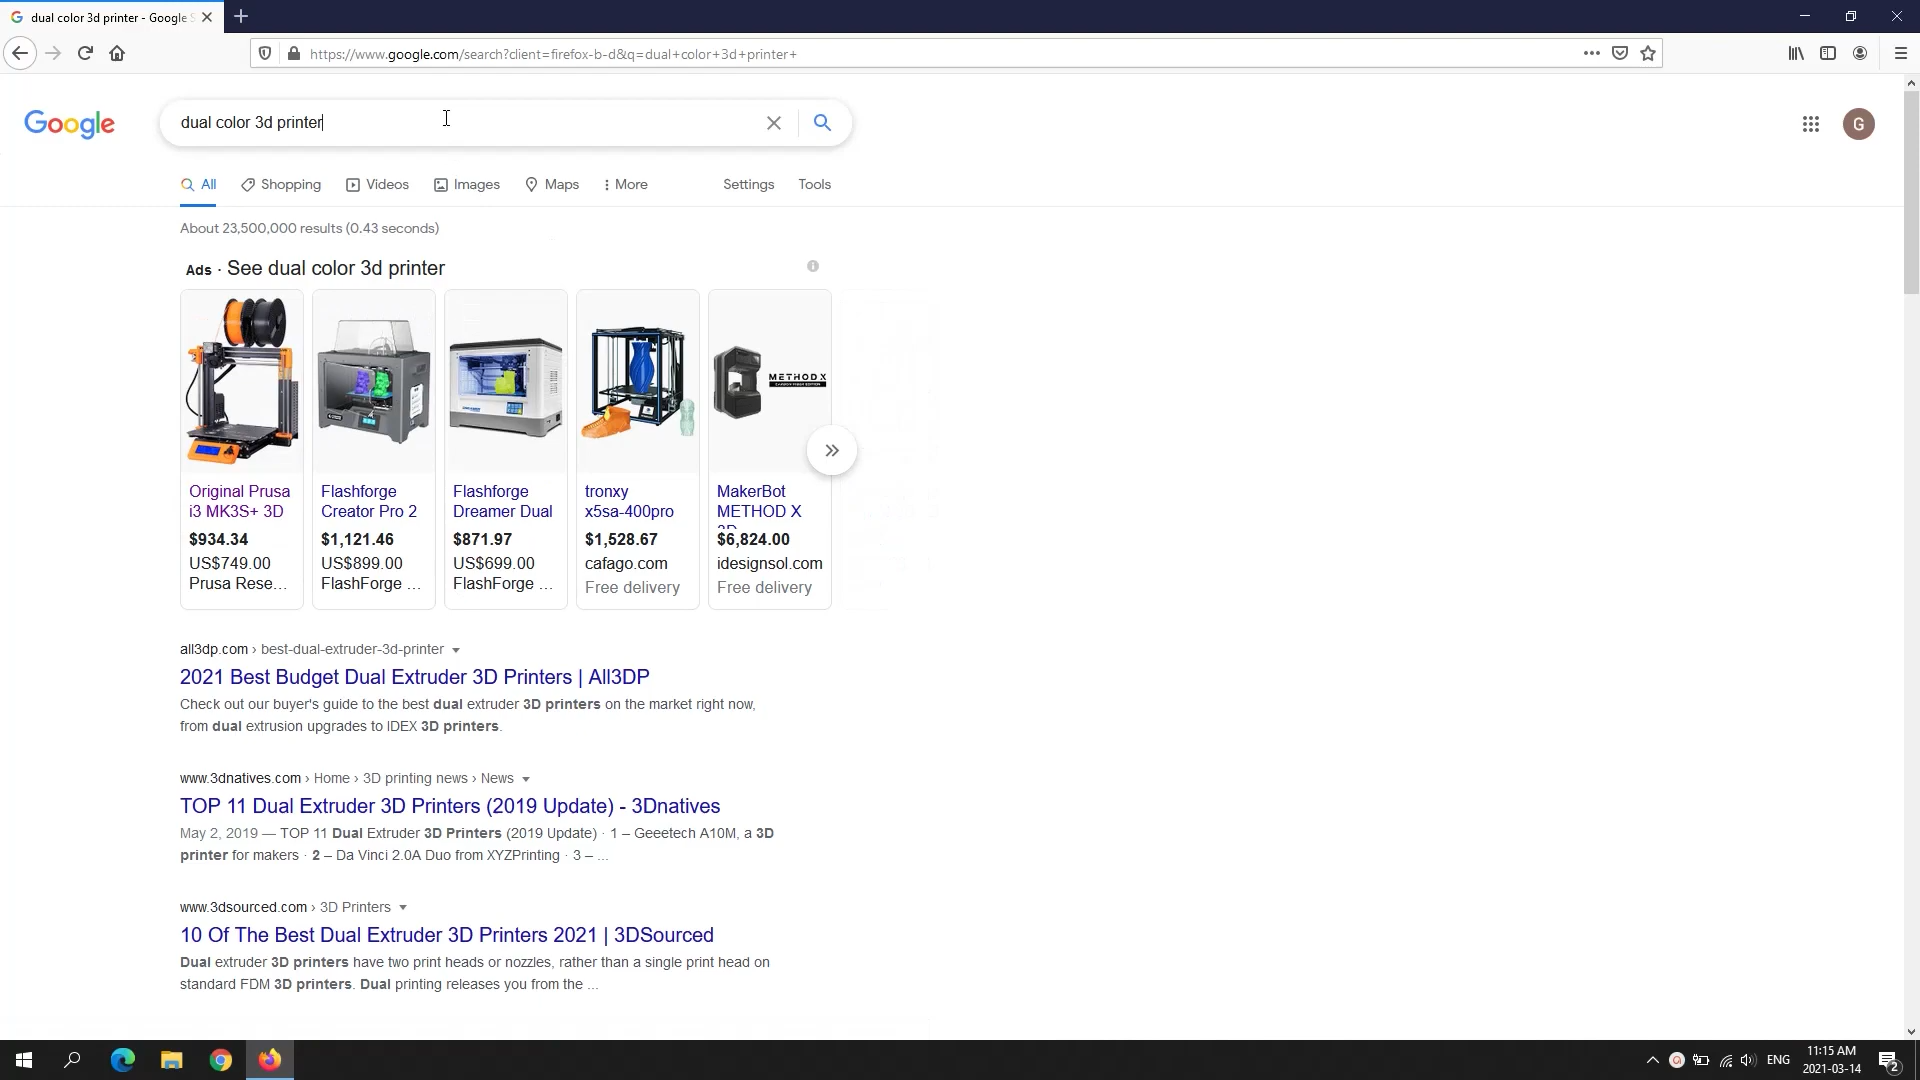 dual color 3d printer - Google S
https://www.google.com/search?client=firefox-b-d&q=dual+color+3d+printer+
Google
dual color 3d printer
G
All
Shopping
Videos
Images
Maps
More
Settings
Tools
About 23,500,000 results (0.43 seconds)
Ads · See dual color 3d printer
METHOD X
Original Prusa
i3 MK3S+ 3D
$934.34
US$749.00
Prusa Rese...
Flashforge
Creator Pro 2
$1,121.46
US$899.00
FlashForge ...
Flashforge
Dreamer Dual
$871.97
US$699.00
FlashForge ...
tronxy
x5sa-400pro
$1,528.67
cafago.com
Free delivery
MakerBot
METHOD X
$6,824.00
idesignsol.com
Free delivery
all3dp.com › best-dual-extruder-3d-printer
2021 Best Budget Dual Extruder 3D Printers | All3DP
Check out our buyer's guide to the best dual extruder 3D printers on the market right now,
from dual extrusion upgrades to IDEX 3D printers.
www.3dnatives.com › Home › 3D printing news › News
TOP 11 Dual Extruder 3D Printers (2019 Update) - 3Dnatives
May 2, 2019 — TOP 11 Dual Extruder 3D Printers (2019 Update) · 1 – Geeetech A10M, a 3D
printer for makers · 2 – Da Vinci 2.0A Duo from XYZPrinting · 3 – ...
www.3dsourced.com › 3D Printers
10 Of The Best Dual Extruder 3D Printers 2021 | 3DSourced
Dual extruder 3D printers have two print heads or nozzles, rather than a single print head on
standard FDM 3D printers. Dual printing releases you from the ...
ENG
11:15 AM
2021-03-14
2